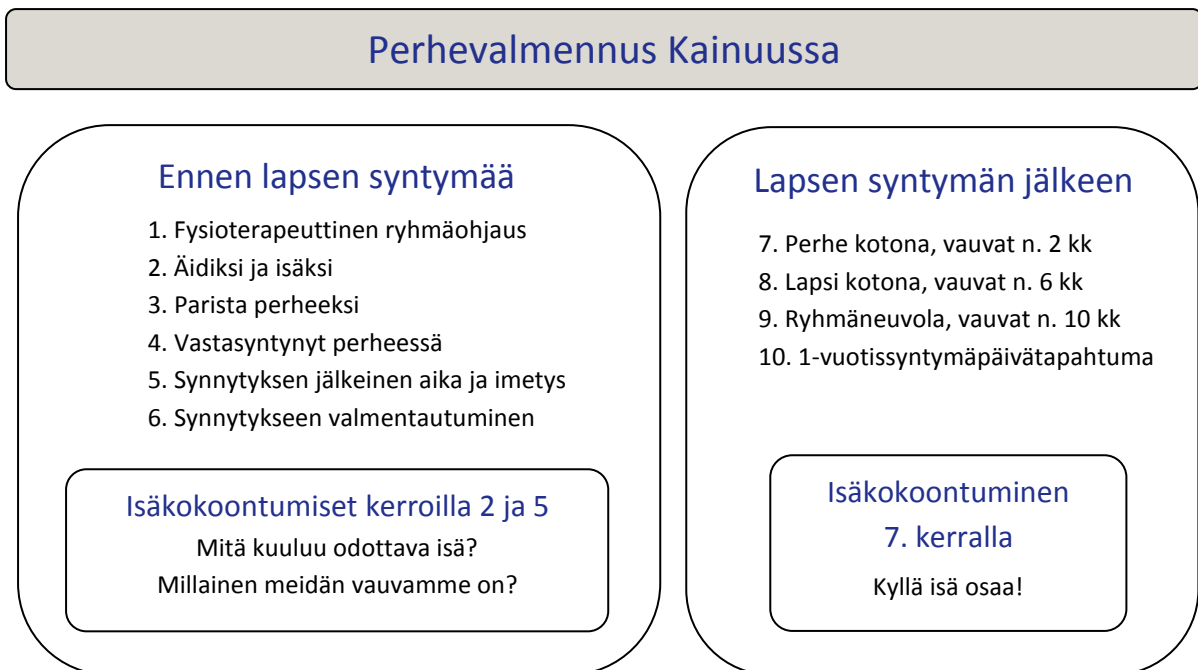 Perhevalmennus Kainuussa
Ennen lapsen syntymää
1. Fysioterapeuttinen ryhmäohjaus
2. Äidiksi ja isäksi
3. Parista perheeksi
4. Vastasyntynyt perheessä
5. Synnytyksen jälkeinen aika ja imetys
6. Synnytykseen valmentautuminen
Isäkokoontumiset kerroilla 2 ja 5
Mitä kuuluu odottava isä?
Millainen meidän vauvamme on?
Lapsen syntymän jälkeen
7. Perhe kotona, vauvat n. 2 kk
8. Lapsi kotona, vauvat n. 6 kk
9. Ryhmäneuvola, vauvat n. 10 kk
10. 1-vuotissyntymäpäivätapahtuma
Isäkokoontuminen
7. kerralla
Kyllä isä osaa!